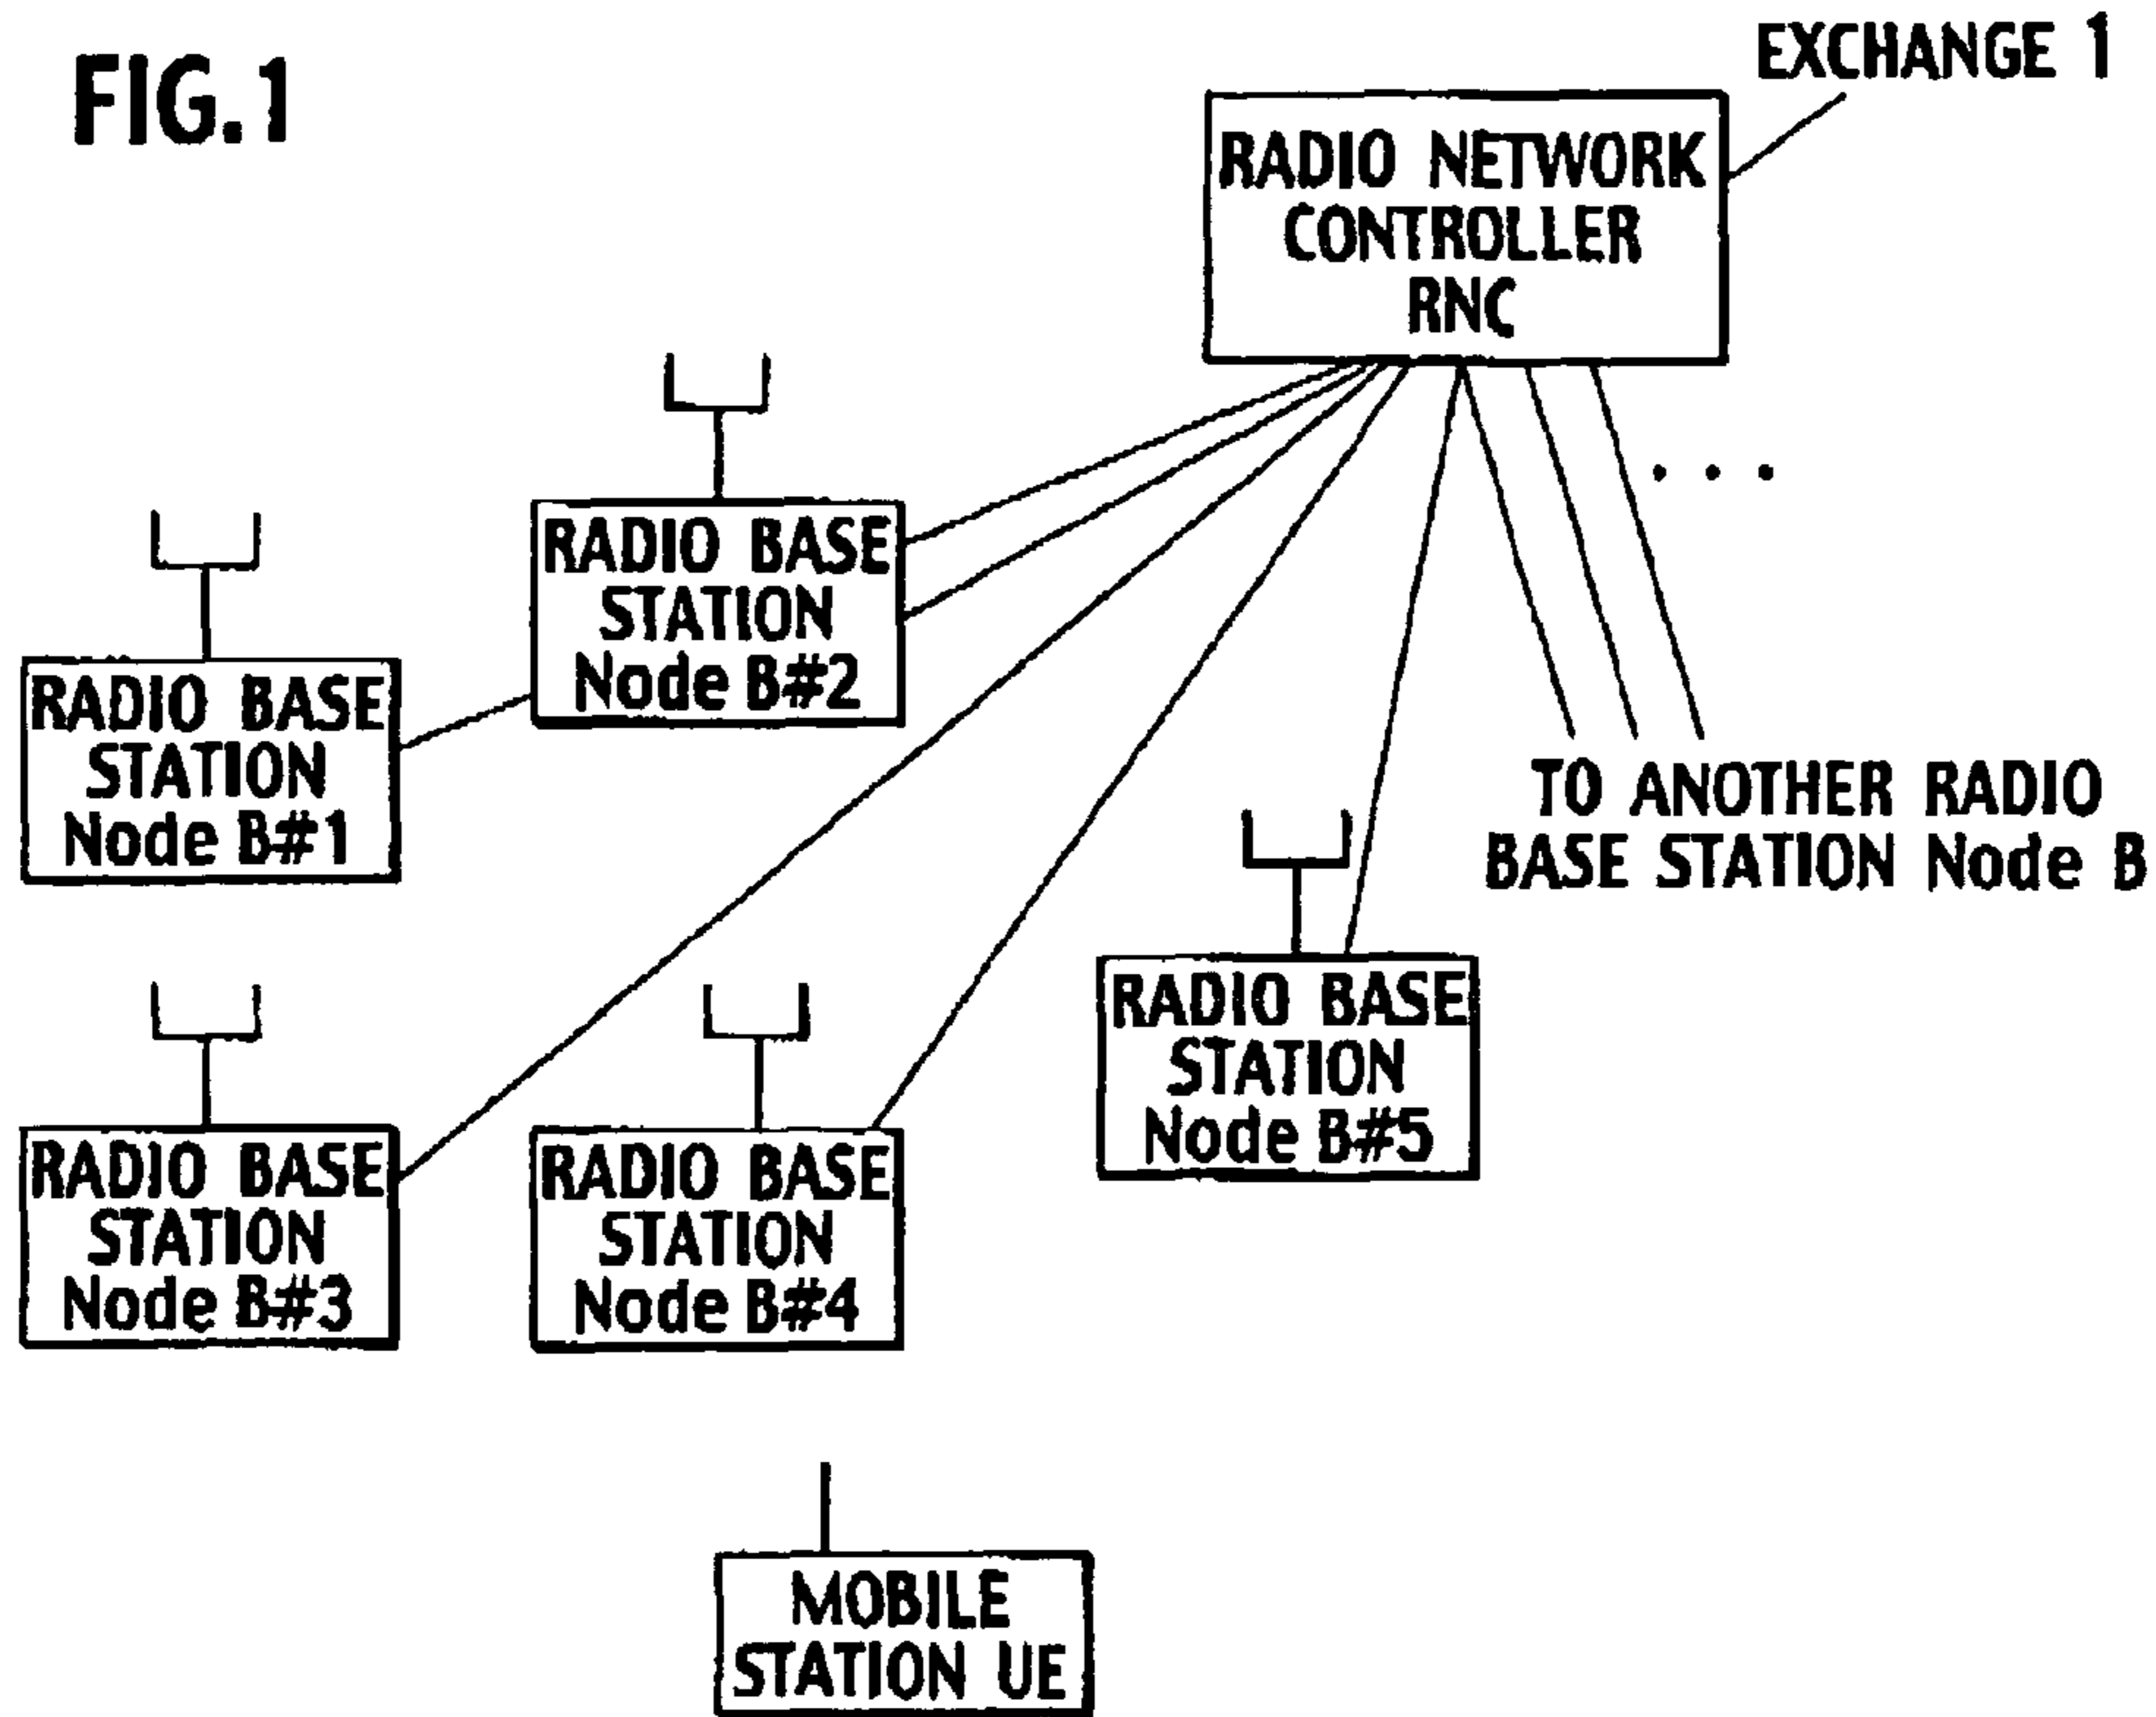 FIG.1
EXCHANGE 1
RADIO NETWORK
CONTROLLER
RNC
RADIO BASE
STATION
Node B#2
RADIO BASE
STATION
Node B#1
TO ANOTHER RADIO
BASE STATION Node B
RADIO BASE
STATION
Node B#5
RADIO BASE
STATION
Node B#3
RADIO BASE
STATION
Node B#4
MOBILE
STATION UE